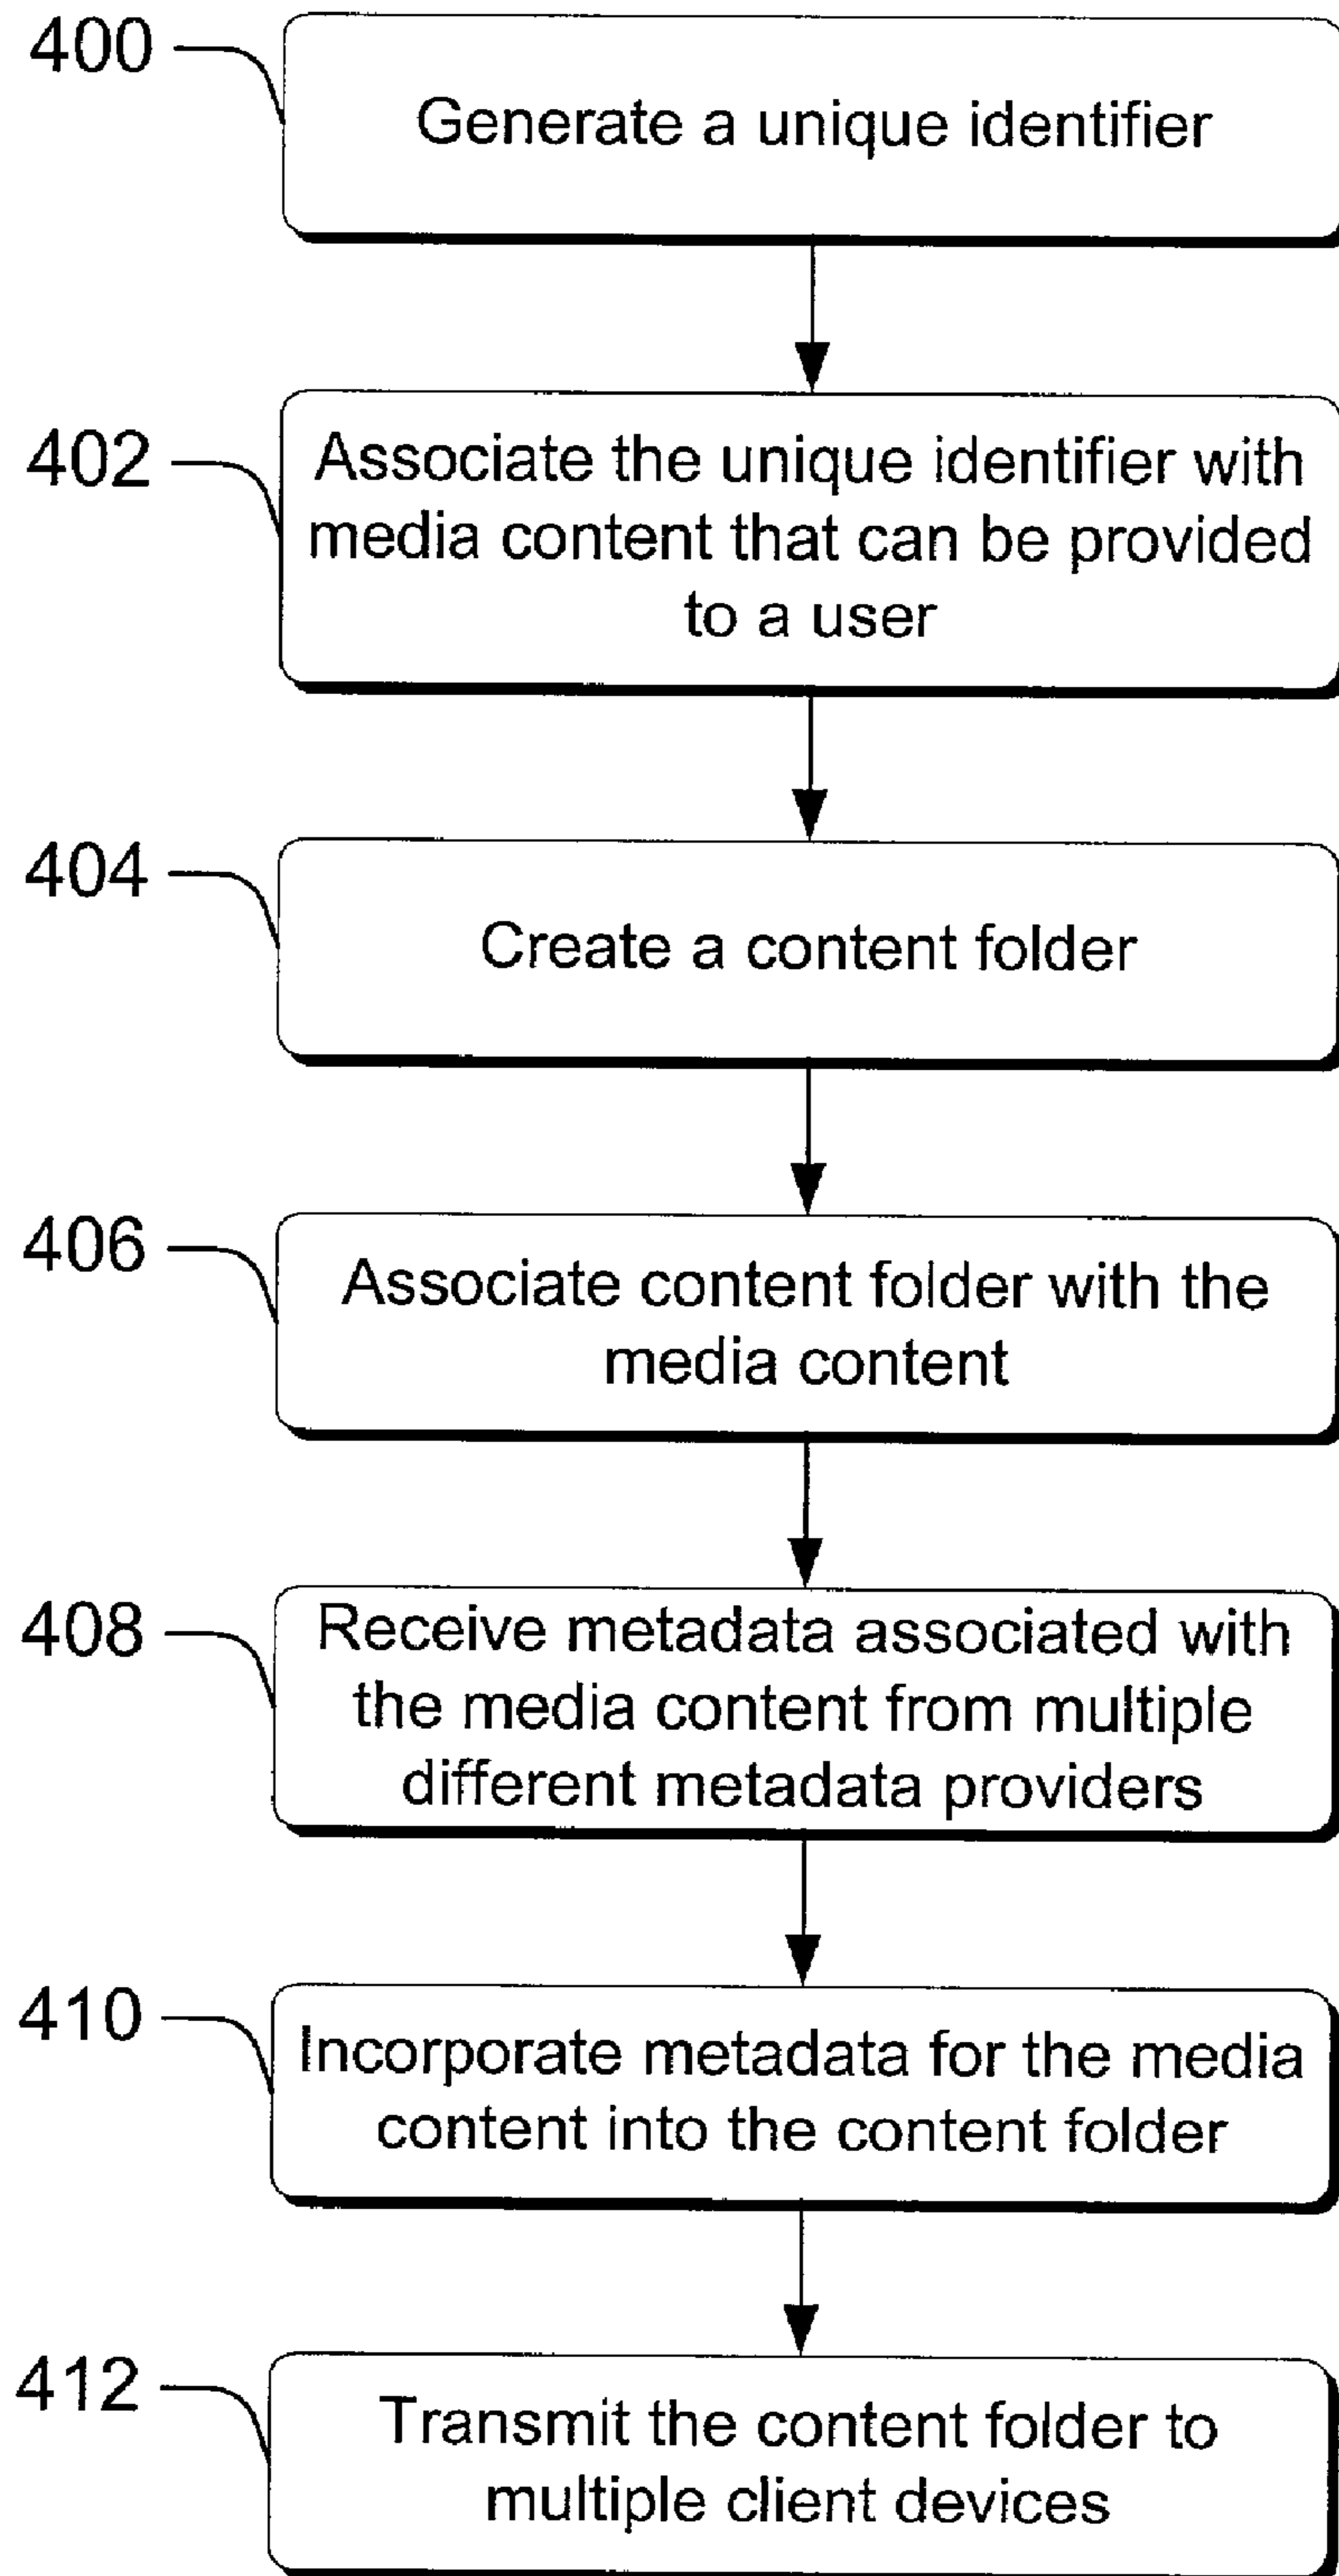 400
Generate a unique identifier
402
Associate the unique identifier with
media content that can be provided
to a user
404
Create a content folder
406
Associate content folder with the
media content
408
Receive metadata associated with
the media content from multiple
different metadata providers
410
Incorporate metadata for the media
content into the content folder
412
Transmit the content folder to
multiple client devices